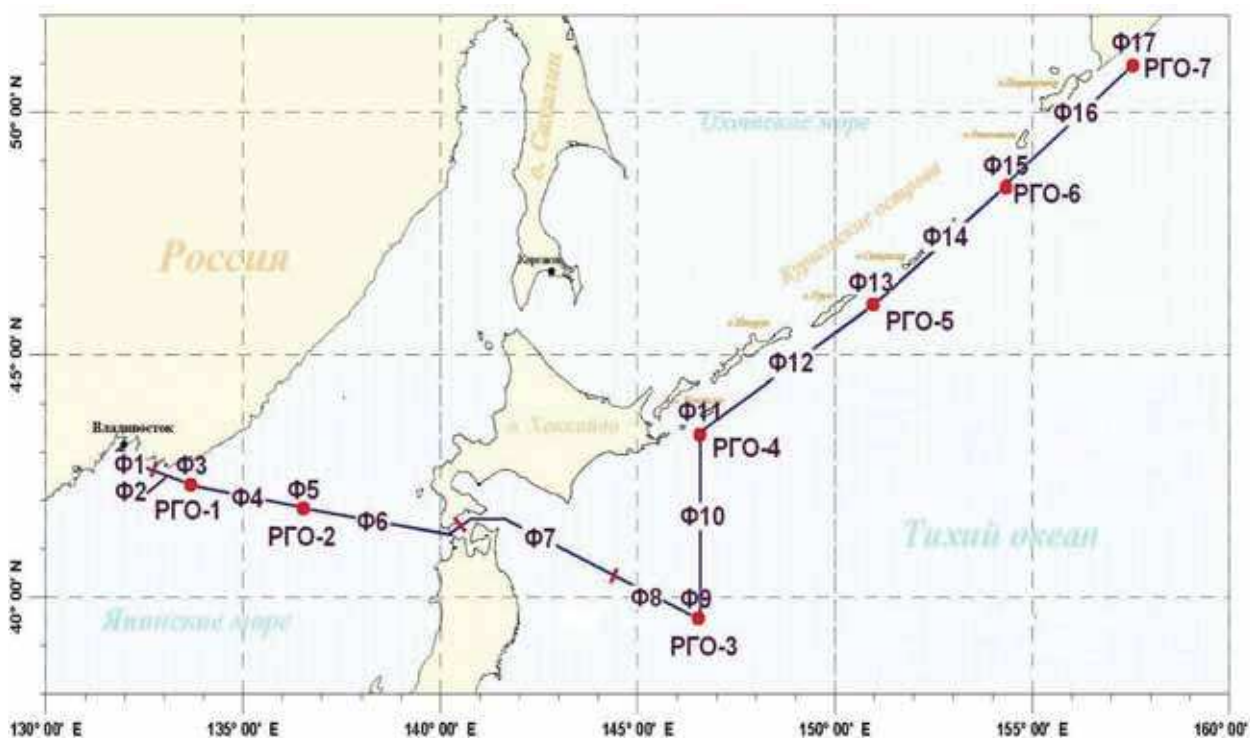 50° 00' N
45° 00' N
40° 00' N
Россия
о. Сахалин
Корсаков
Охотское море
Курильские острова
Ф17
РГО-7
Ф16
Ф15
РГО-6
Ф14
Ф13
РГО-5
Ф12
Ф11
РГО-4
о. Хоккайдо
Владивосток
Ф1
Ф2
Ф3
РГО-1
Ф4
Ф5
РГО-2
Ф6
Ф7
Ф8
Ф9
РГО-3
Ф10
Тихий океан
Японские море
130° 00' E
135° 00' E
140° 00' E
145° 00' E
150° 00' E
155° 00' E
160° 00' E